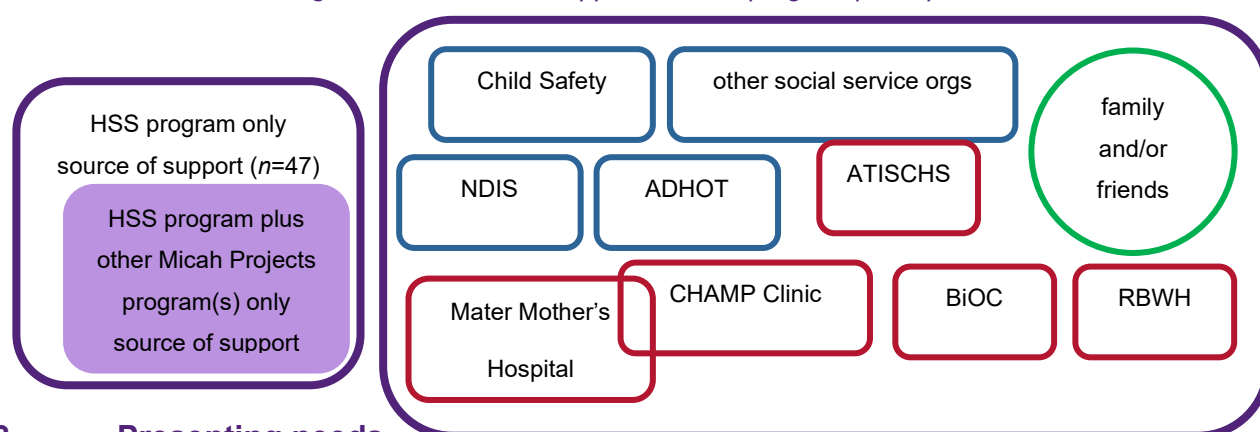 HSS program only
source of support (n=47)
HSS program plus
other Micah Projects
program(s) only
source of support
Child Safety
other social service orgs
family
and/or
friends
NDIS
ADHOT
ATISCHS
Mater Mother's
Hospital
CHAMP Clinic
BiOC
RBWH
Presenting needs